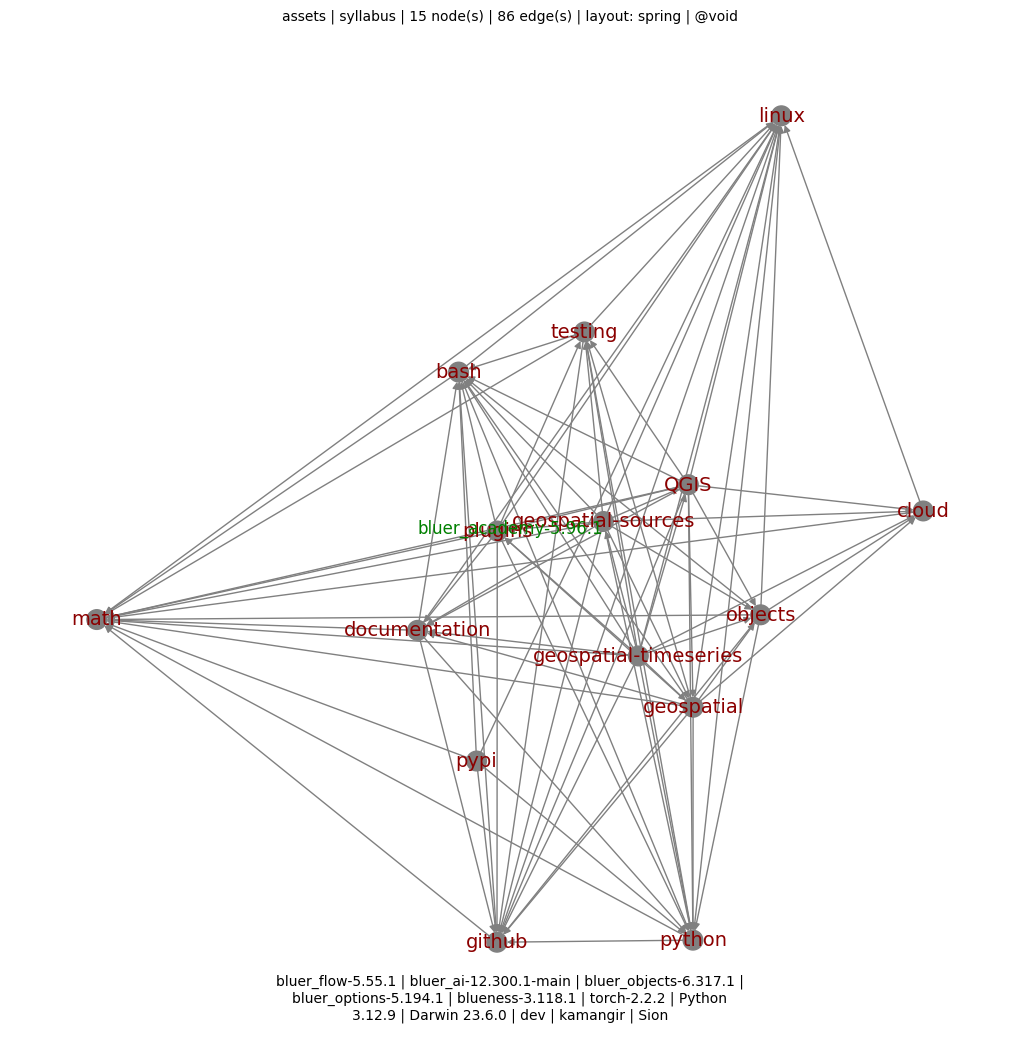 assets | syllabus | 15 node(s) | 86 edge(s) | layout: spring | @void
linux
testing
bash
QGIS
cloud
geospatial-sources
bluer_academy-5.96.1
plugins
objects
math
documentation
geospatial-timeseries
geospatial
pypi
github
python
bluer_flow-5.55.1 | bluer_ai-12.300.1-main | bluer_objects-6.317.1 |
bluer_options-5.194.1 | blueness-3.118.1 | torch-2.2.2 | Python
3.12.9 | Darwin 23.6.0 | dev | kamangir | Sion